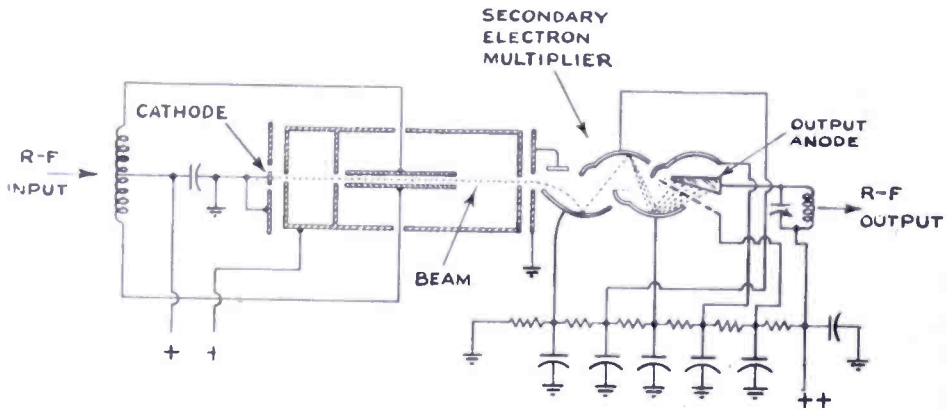 SECONDARY
ELECTRON
MULTIPLIER
CATHODE
OUTPUT
ANODE
R-F
INPUT
R-F
OUTPUT
BEAM
+ +
++